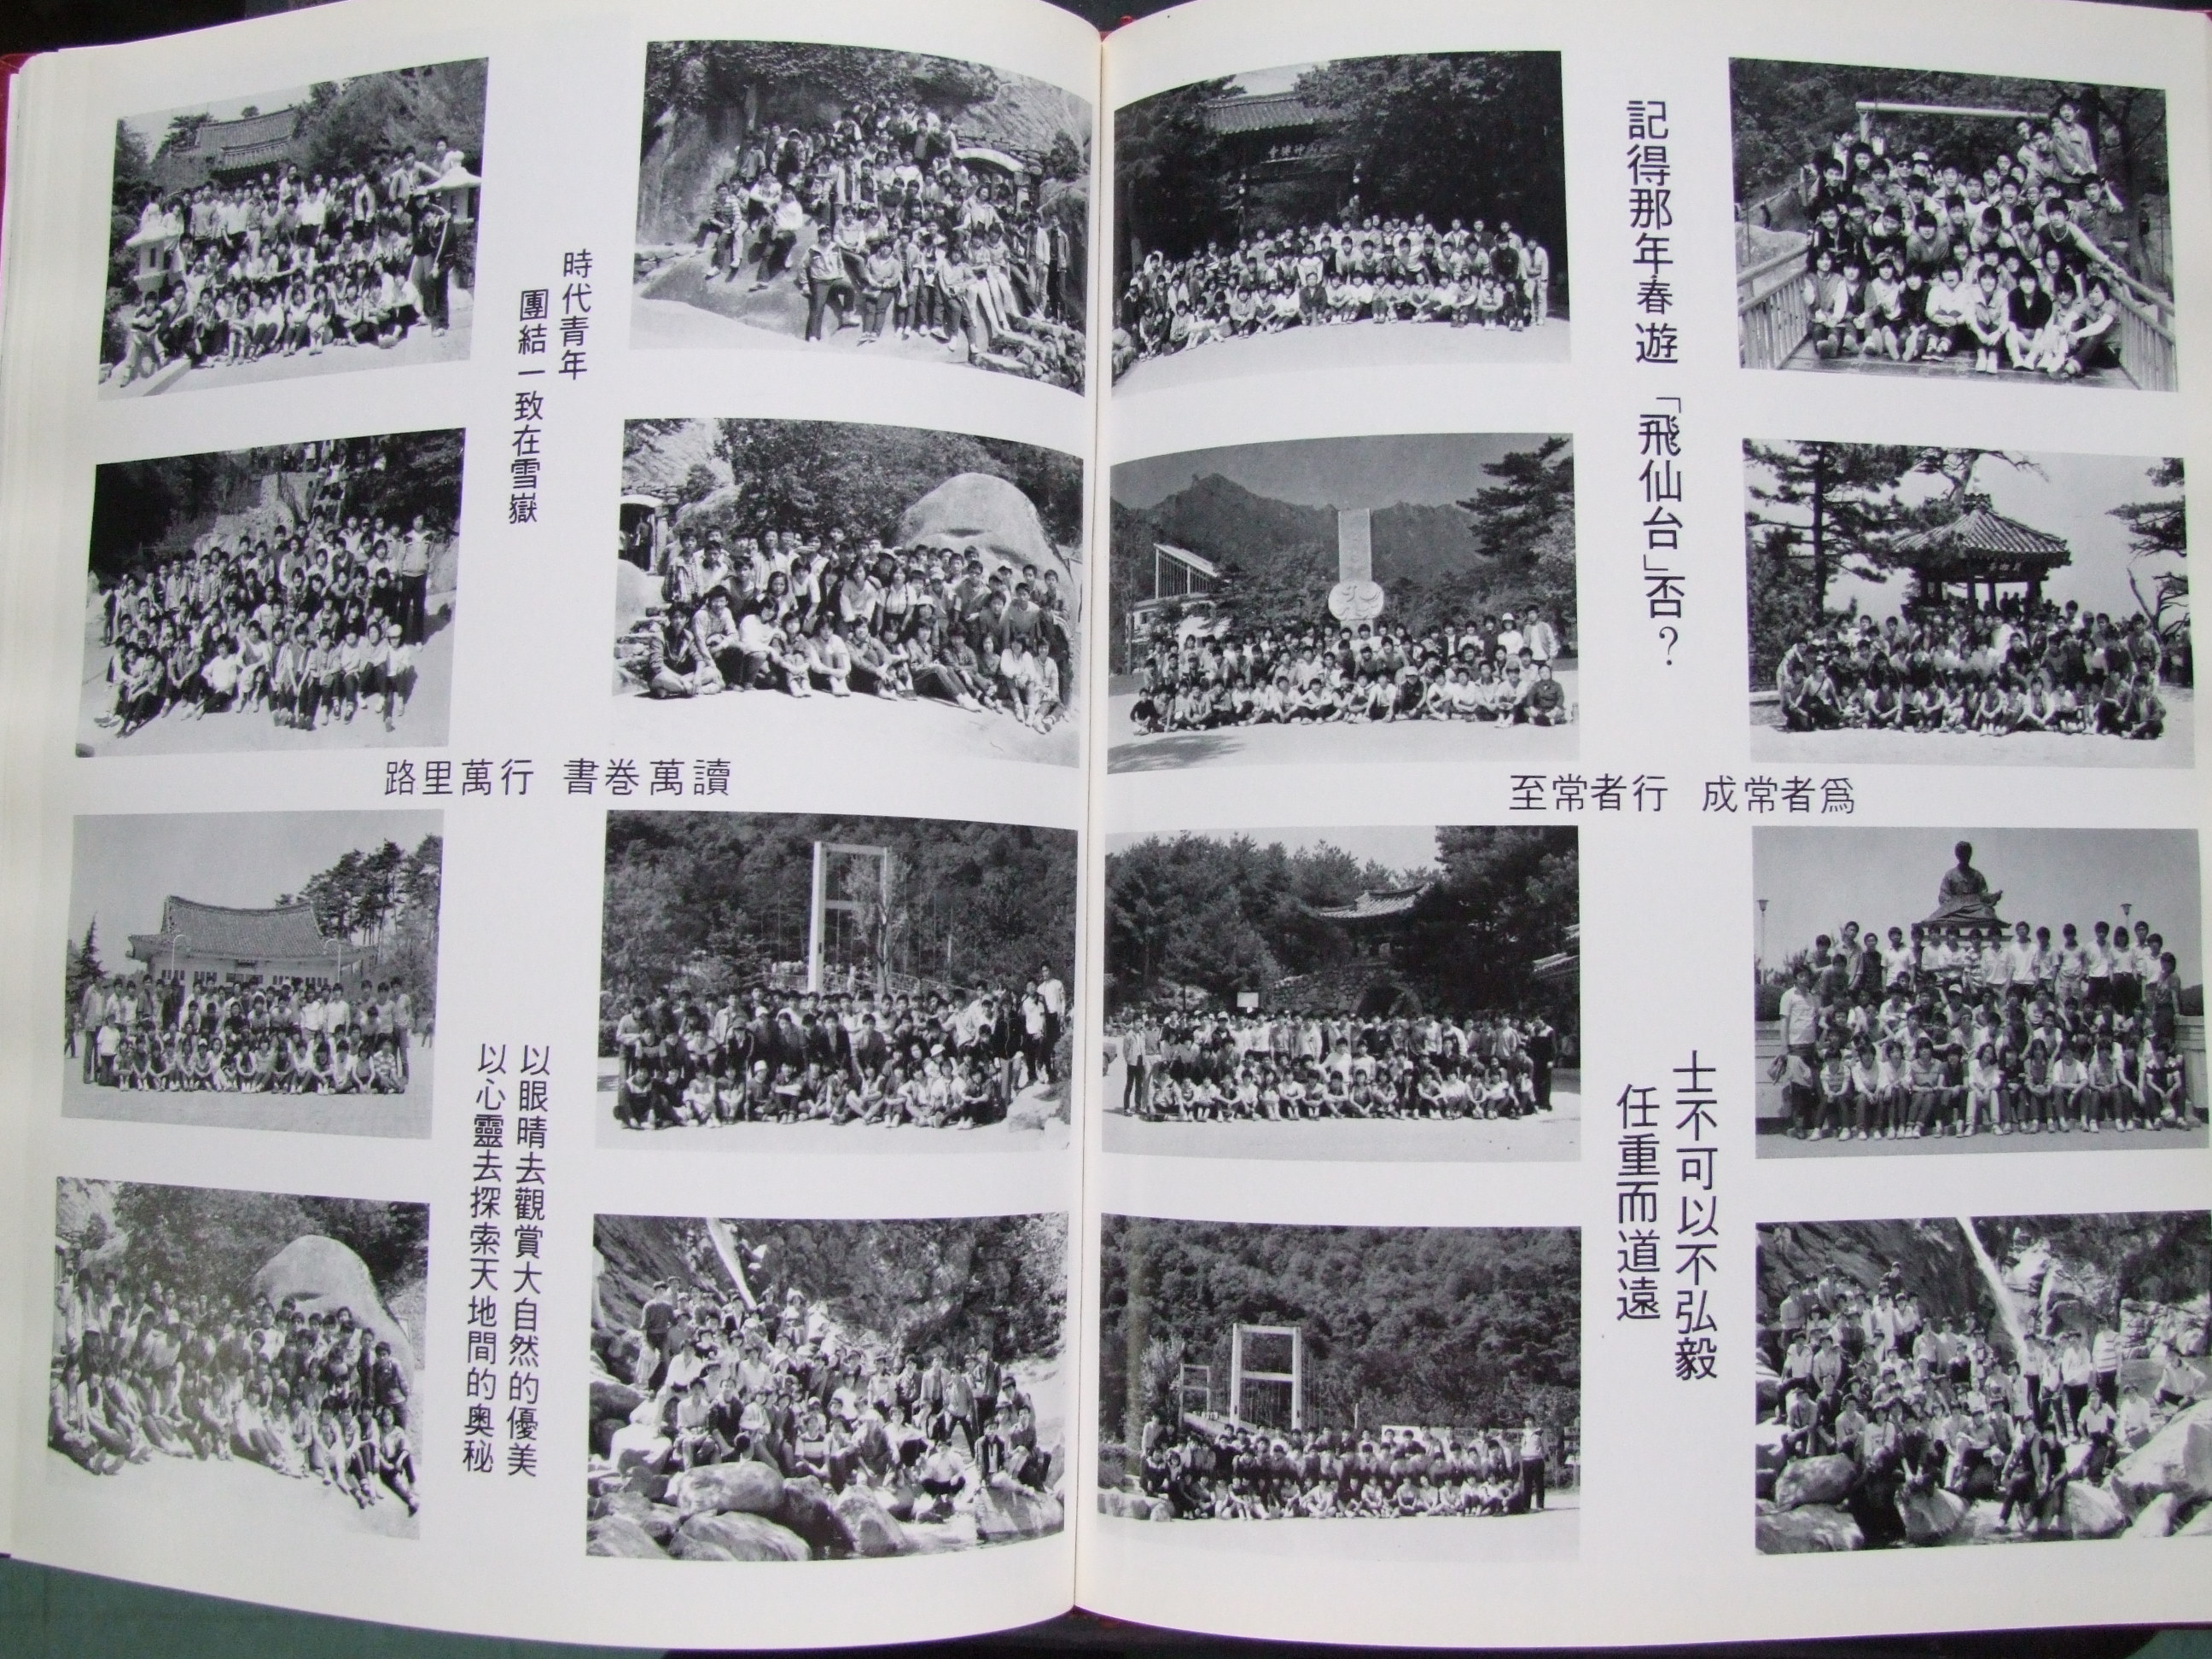 記得那年春遊「飛仙台」否？
爲者常成 行者常至
士不可以不弘毅
任重而道遠
時代青年
團結一致在雪嶽
讀萬巻書 行萬里路
以眼晴去觀賞大自然的優美
以心靈去探索天地間的奥秘